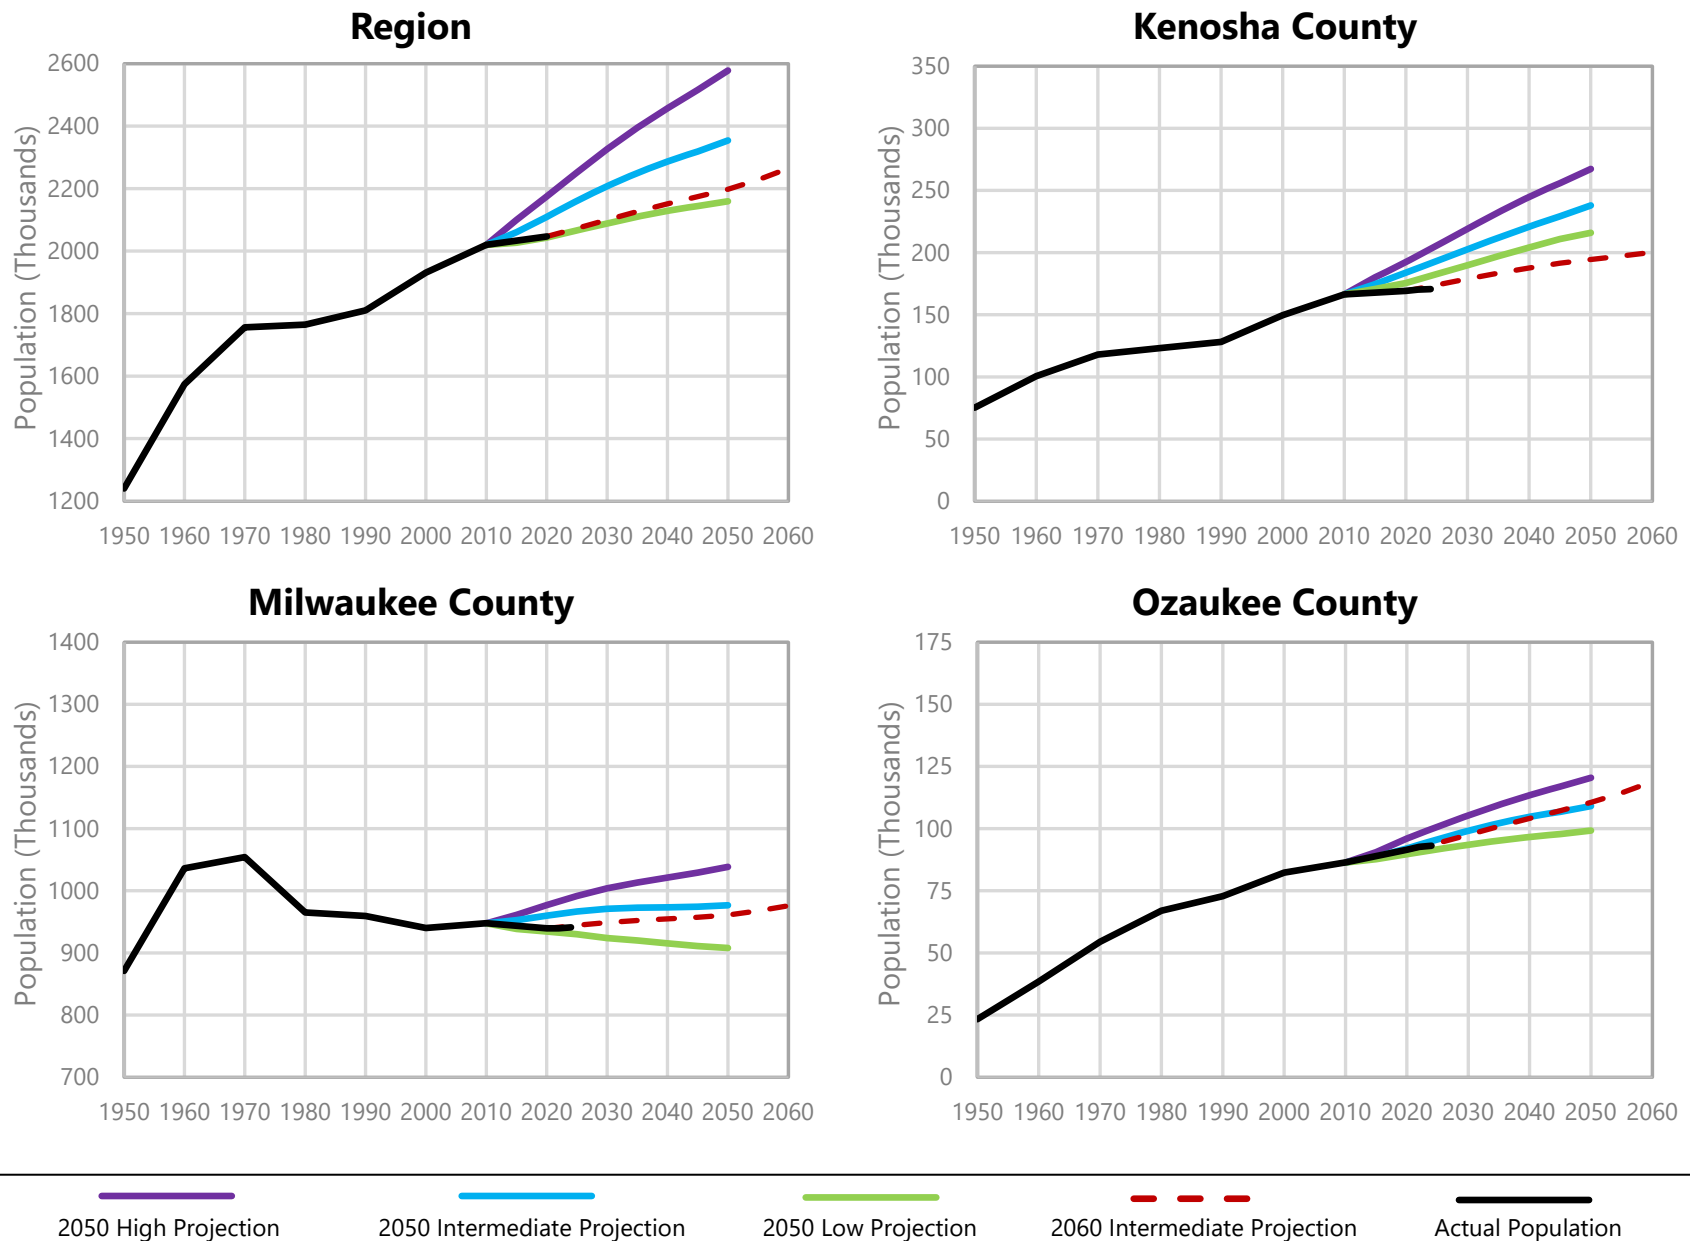 Region
Population (Thousands)
2600
2400
2200
2000
1800
1600
1400
1200
1950 1960 1970 1980 1990 2000 2010 2020 2030 2040 2050 2060
Kenosha County
Population (Thousands)
350
300
250
200
150
100
50
0
1950 1960 1970 1980 1990 2000 2010 2020 2030 2040 2050 2060
Milwaukee County
Population (Thousands)
1400
1300
1200
1100
1000
900
800
700
1950 1960 1970 1980 1990 2000 2010 2020 2030 2040 2050 2060
Ozaukee County
Population (Thousands)
175
150
125
100
75
50
25
0
1950 1960 1970 1980 1990 2000 2010 2020 2030 2040 2050 2060
2050 High Projection
2050 Intermediate Projection
2050 Low Projection
2060 Intermediate Projection
Actual Population